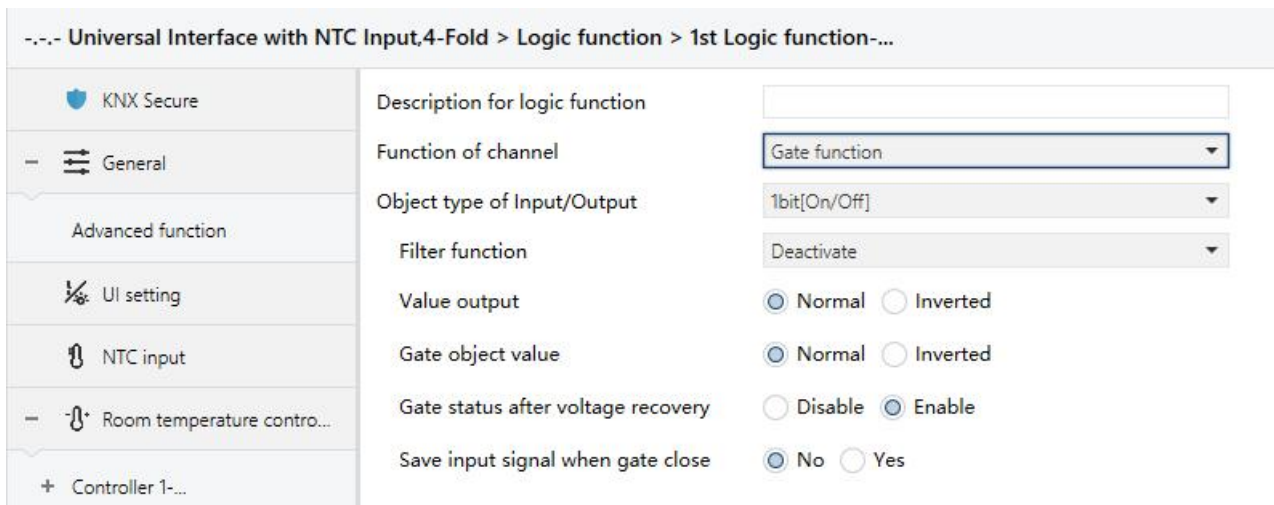 -.-.- Universal Interface with NTC Input,4-Fold > Logic function > 1st Logic function-...
KNX Secure
General
Advanced function
UI setting
NTC input
Room temperature contro...
Controller 1-...
Description for logic function
Function of channel
Gate function
Object type of Input/Output
1bit[On/Off]
Filter function
Deactivate
Value output
Normal Inverted
Gate object value
Normal Inverted
Gate status after voltage recovery
Disable Enable
Save input signal when gate close
No Yes